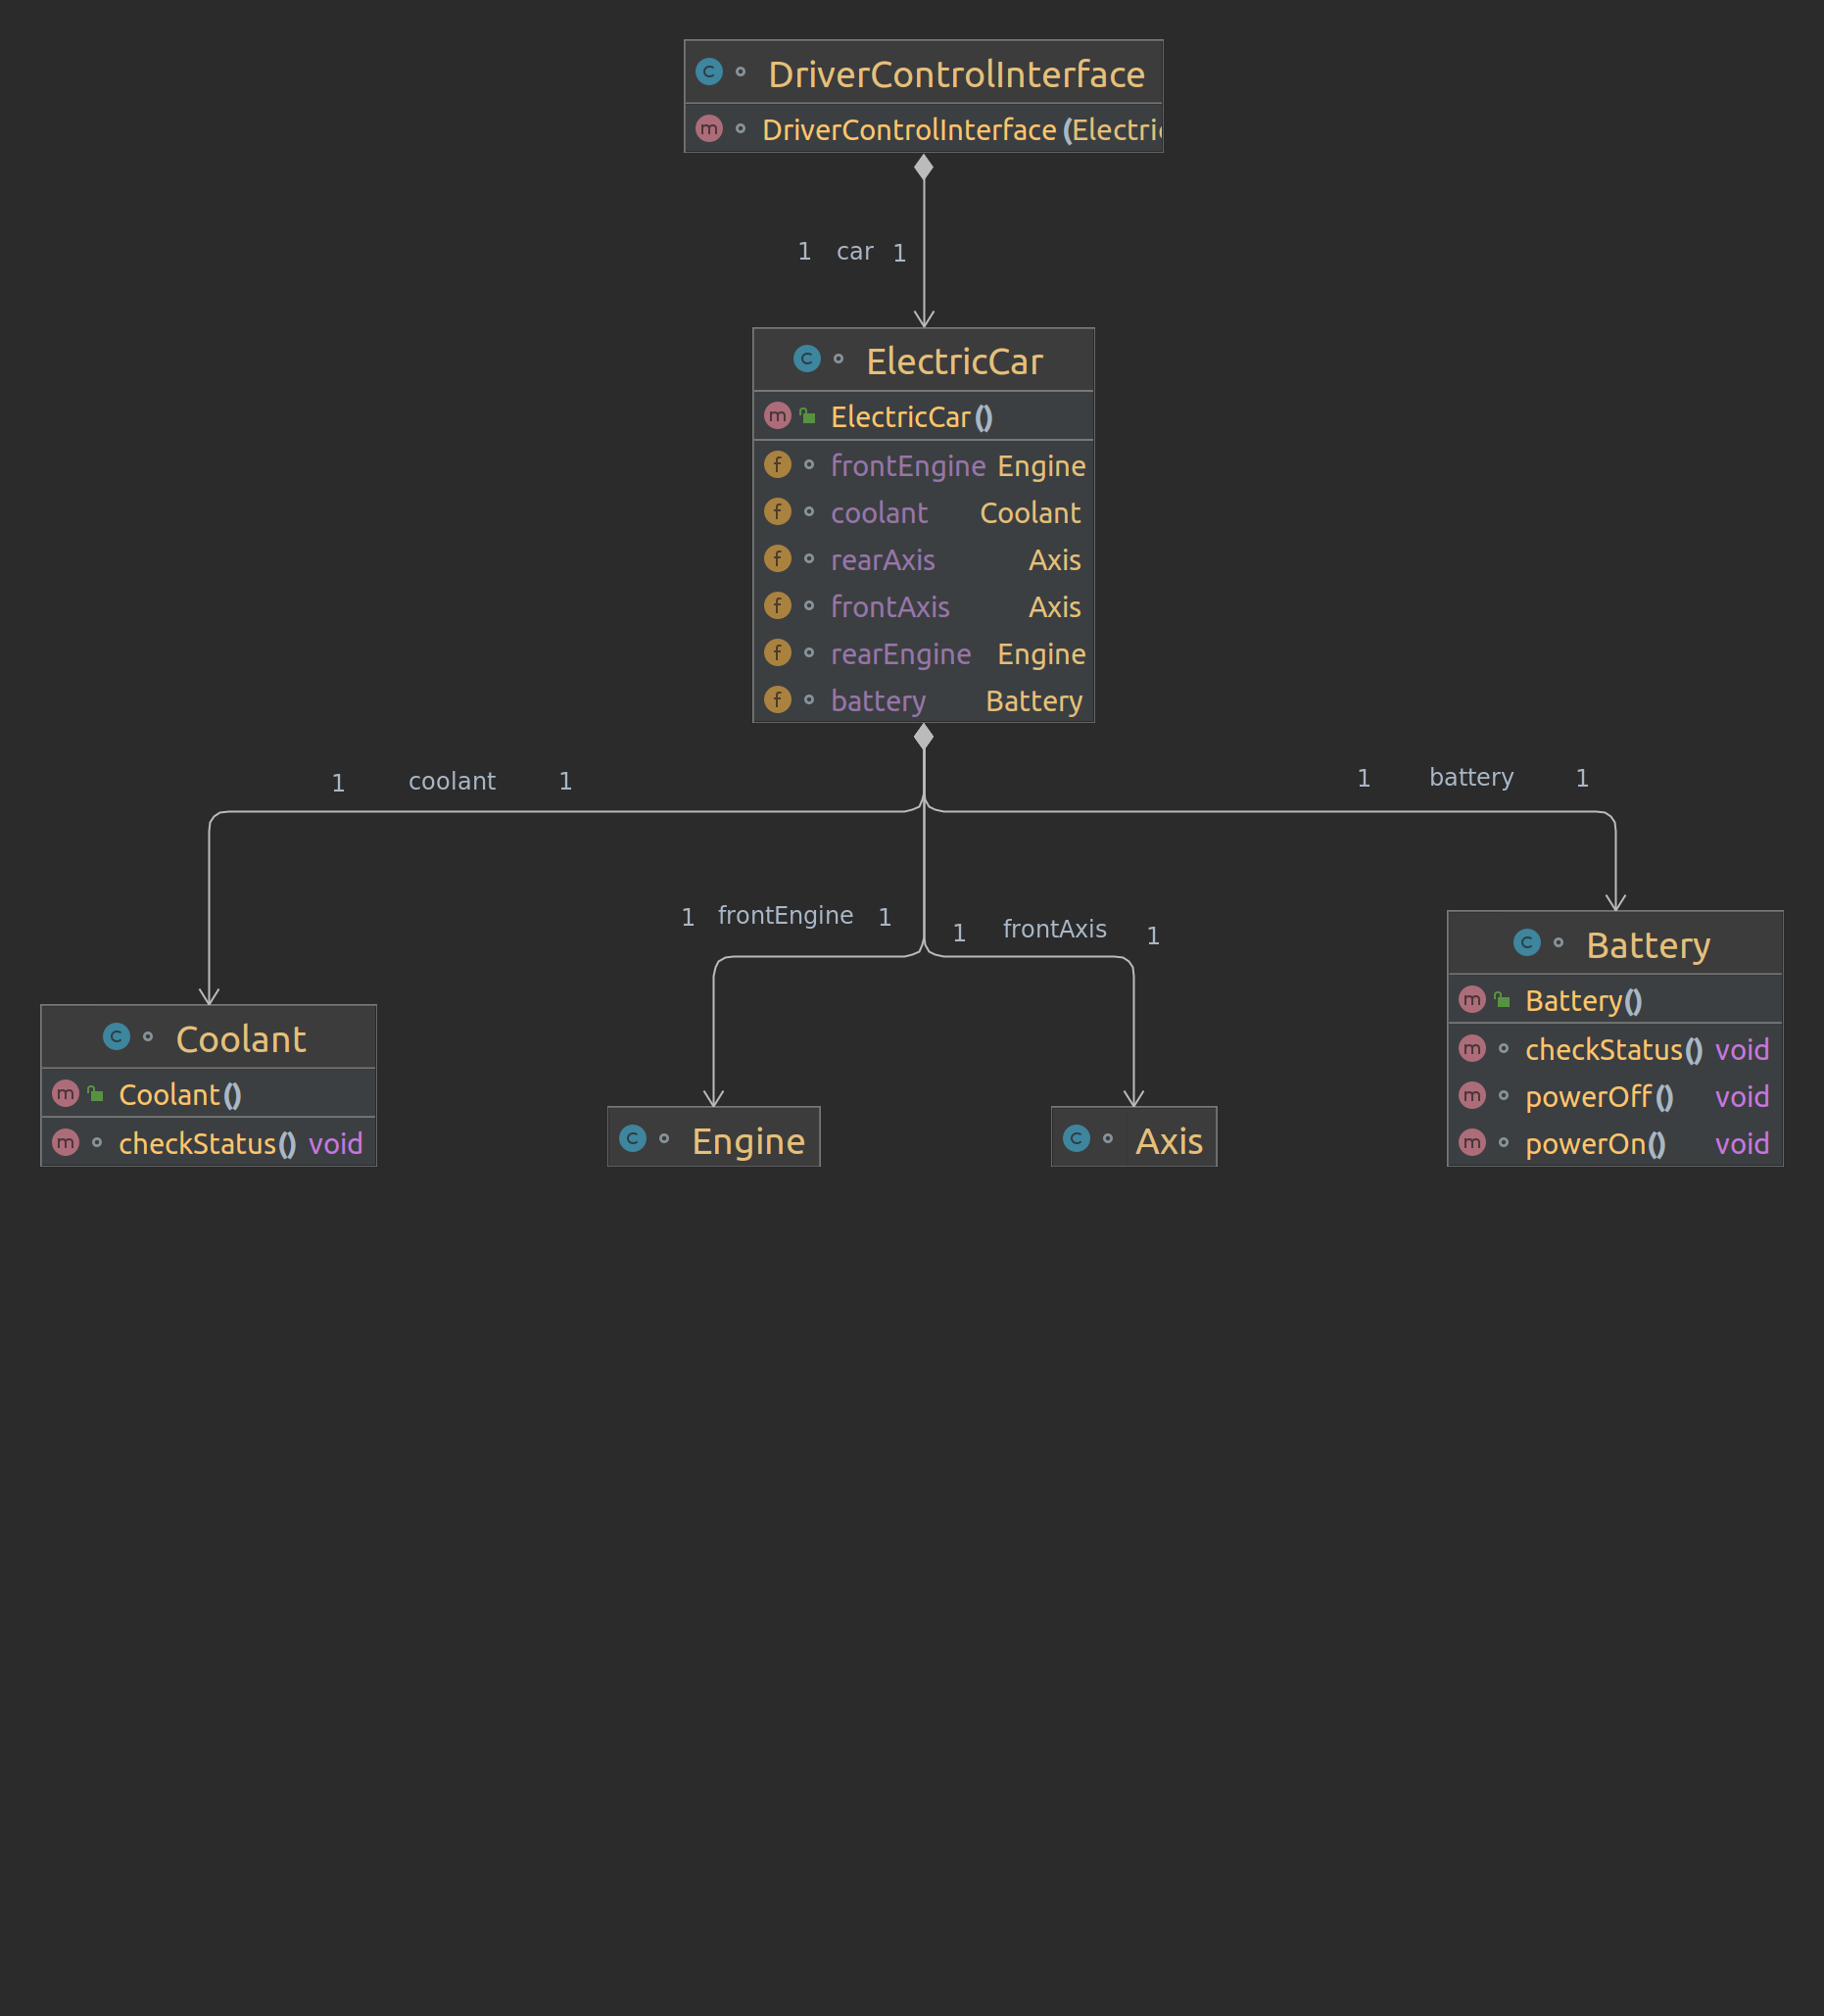 DriverControlInterface
DriverControlInterface(Electric
1 car 1
ElectricCar
ElectricCar()
frontEngine Engine
coolant Coolant
rearAxis Axis
frontAxis Axis
rearEngine Engine
battery Battery
1 coolant 1
1 battery 1
1 frontEngine 1
1 frontAxis 1
Coolant
Coolant()
checkStatus() void
Engine
Axis
Battery
Battery()
checkStatus() void
powerOff() void
powerOn() void